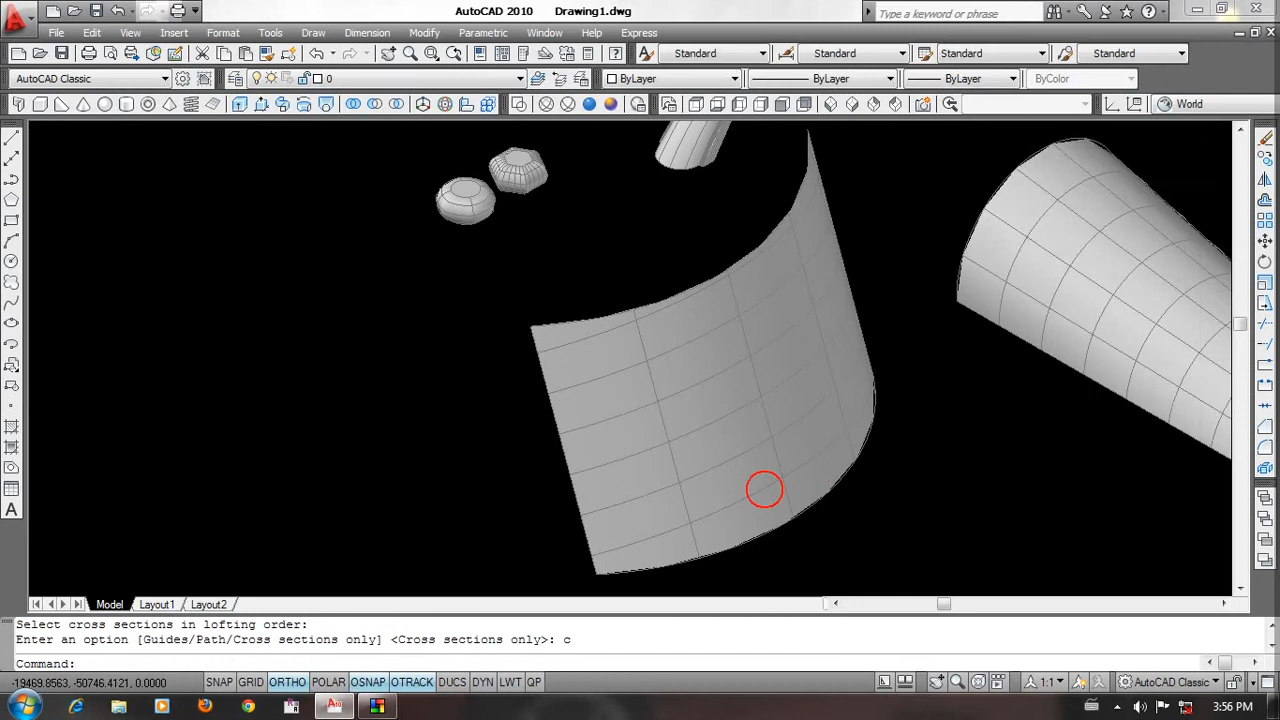 AutoCAD 2010 Drawing1.dwg
Type a keyword or phrase
File Edit View Insert Format Tools Draw Dimension Modify Parametric Window Help Express
Standard Standard Standard Standard
AutoCAD Classic 0 ByLayer ByLayer ByLayer ByColor
World
Model Layout1 Layout2
Select cross sections in lofting order:
Enter an option [Guides/Path/Cross sections only] <Cross sections only>: c
Command:
-19469.8563, -50746.4121, 0.0000 SNAP GRID ORTHO POLAR OSNAP OTRACK DUCS DYN LWT QP 1:1 AutoCAD Classic
3:56 PM